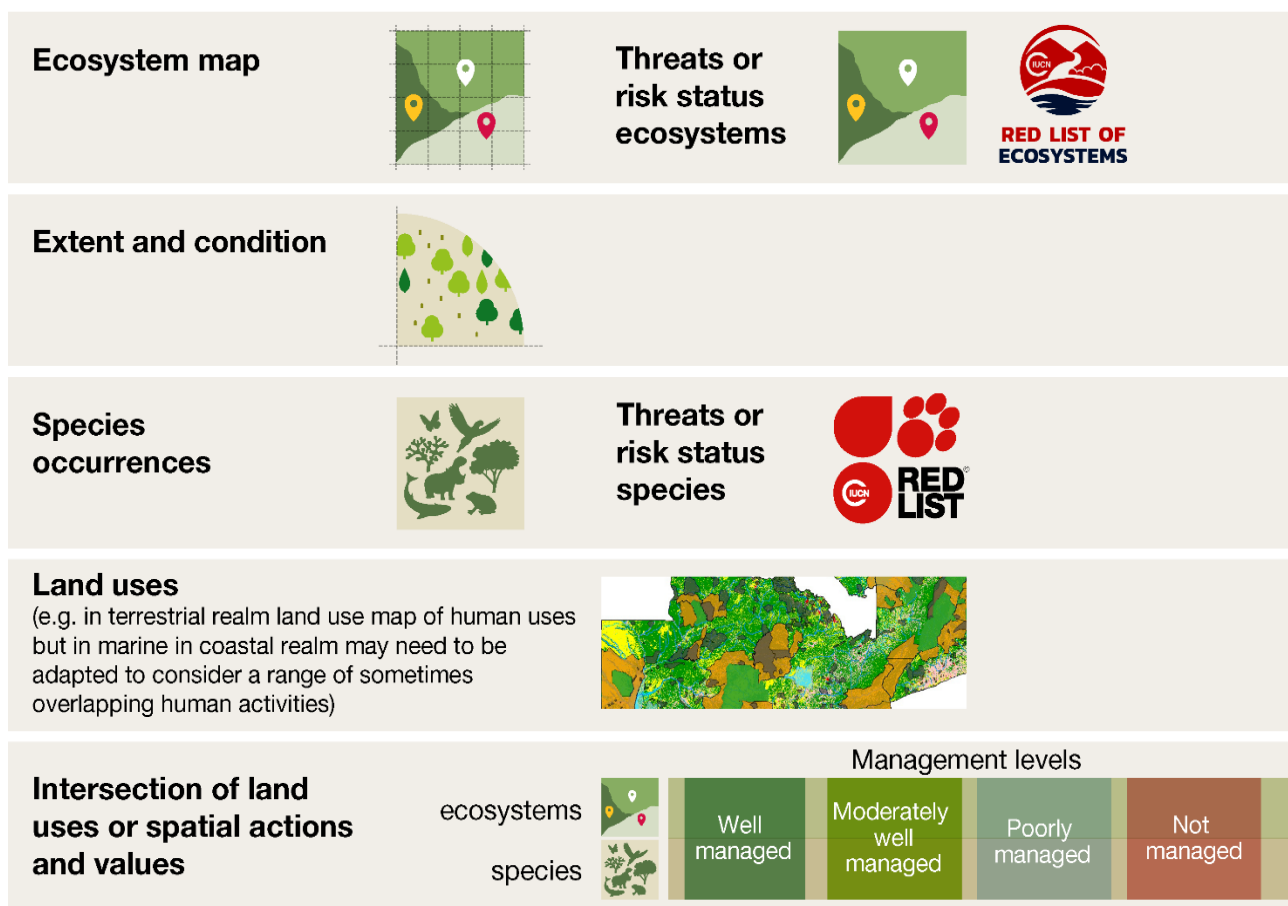 Ecosystem map
Threats or
risk status
ecosystems
IUCN
RED LIST OF
ECOSYSTEMS
Extent and condition
Species
occurrences
Threats or
risk status
species
IUCN
RED
LIST
©
Land uses
(e.g. in terrestrial realm land use map of human uses
but in marine in coastal realm may need to be
adapted to consider a range of sometimes
overlapping human activities)
Intersection of land
uses or spatial actions
and values
ecosystems
species
Management levels
Well
managed
Moderately
well
managed
Poorly
managed
Not
managed